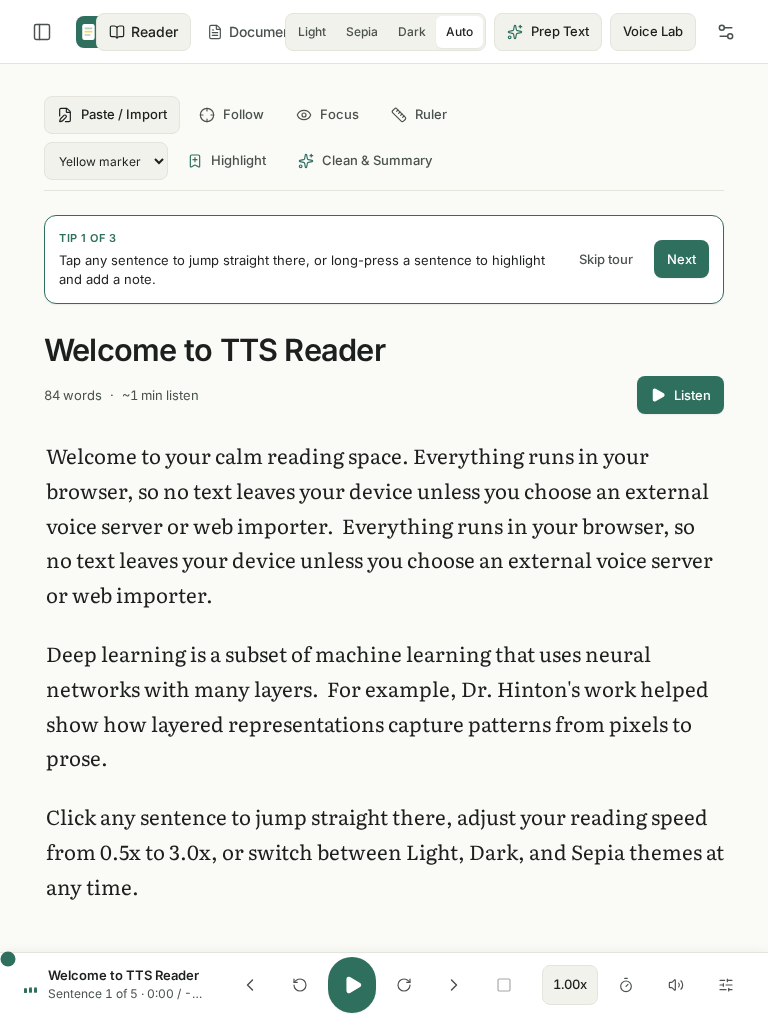 Reader
Documen
Light
Sepia
Dark
Auto
Prep Text
Voice Lab
Paste / Import
Follow
Focus
Ruler
Yellow marker
Highlight
Clean & Summary
TIP 1 OF 3
Tap any sentence to jump straight there, or long-press a sentence to highlight
and add a note.
Skip tour
Next
Welcome to TTS Reader
84 words · ~1 min listen
Listen
Welcome to your calm reading space. Everything runs in your
browser, so no text leaves your device unless you choose an external
voice server or web importer.  Everything runs in your browser, so
no text leaves your device unless you choose an external voice server
or web importer.
Deep learning is a subset of machine learning that uses neural
networks with many layers.  For example, Dr. Hinton's work helped
show how layered representations capture patterns from pixels to
prose.
Click any sentence to jump straight there, adjust your reading speed
from 0.5x to 3.0x, or switch between Light, Dark, and Sepia themes at
any time.
Welcome to TTS Reader
Sentence 1 of 5 · 0:00 / -...
1.00x